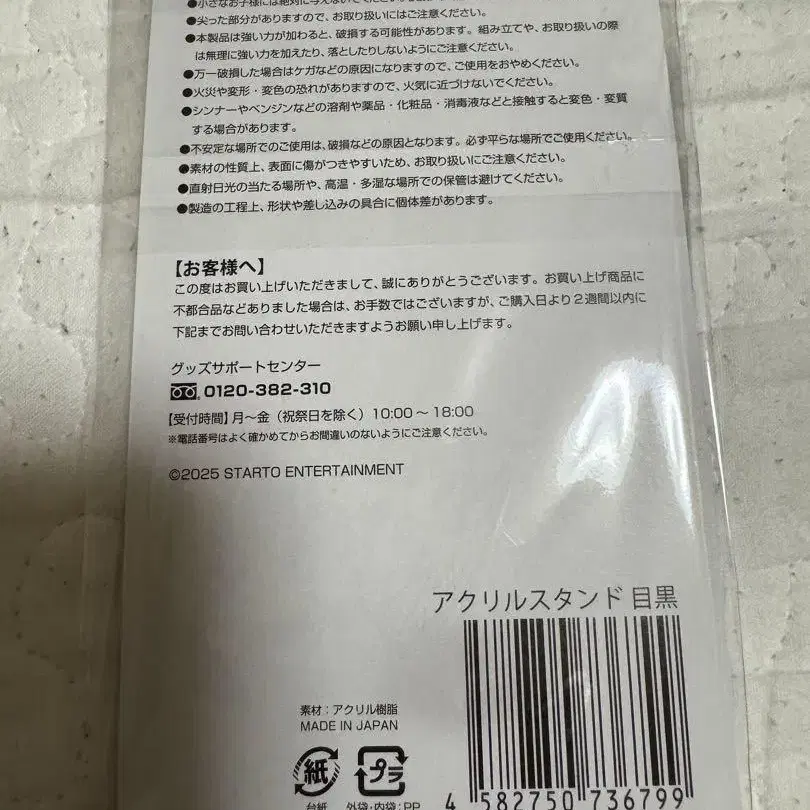 ●小さなお子様には絶対に与えないでください。
●尖った部分がありますので、お取り扱いにはご注意ください。
●本製品は強い力が加わると、破損する可能性があります。組み立てや、お取り扱いの際
は無理に強い力を加えたり、落としたりしないようにご注意ください。
●万一破損した場合はケガなどの原因になりますので、ご使用をおやめください。
●火災や変形・変色の恐れがありますので、火気に近づけないでください。
●シンナーやベンジンなどの溶剤や薬品・化粧品・消毒液などと接触すると変色・変質
する場合があります。
●不安定な場所でのご使用は、破損などの原因となります。必ず平らな場所でご使用ください。
●素材の性質上、表面に傷がつきやすいため、お取り扱いにご注意ください。
●直射日光の当たる場所や、高温・多湿な場所での保管は避けてください。
●製造の工程上、形状や差し込みの具合に個体差があります。
【お客様へ】
この度はお買い上げいただきまして、誠にありがとうございます。お買い上げ商品に
不都合品などありました場合は、お手数ではございますが、ご購入日より2週間以内に
下記までお問い合わせいただきますようお願い申し上げます。
グッズサポートセンター
0120-382-310
【受付時間】月〜金（祝祭日を除く）10:00〜18:00
※電話番号はよく確かめてからお間違いのないようにご注意ください。
©2025 STARTO ENTERTAINMENT
アクリルスタンド 目黒
素材：アクリル樹脂
MADE IN JAPAN
紙 プラ
台紙 外袋・内袋：PP
4 582750 736799